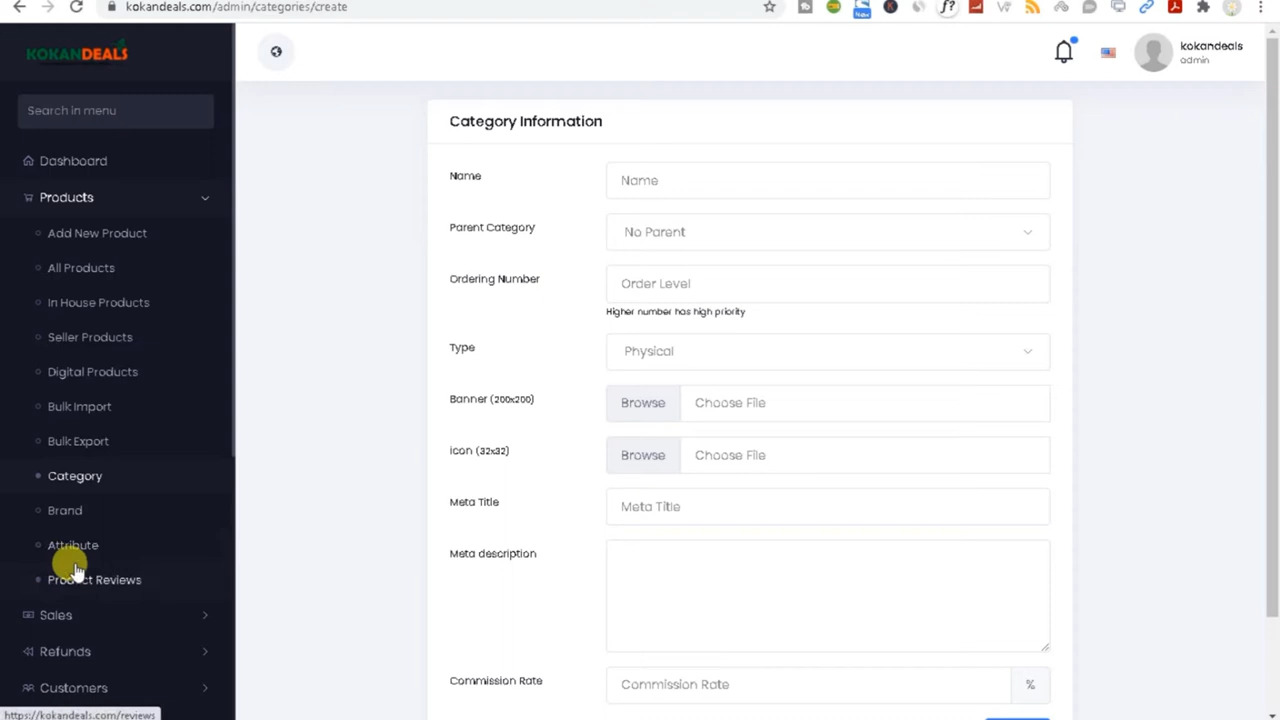 kokandeals.com/admin/categories/create
KOKANDEALS
kokandeals
admin
Search in menu
Dashboard
Products
Add New Product
All Products
In House Products
Seller Products
Digital Products
Bulk Import
Bulk Export
Category
Brand
Attribute
Product Reviews
Sales
Refunds
Customers
https://kokandeals.com/reviews
Category Information
Name
Name
Parent Category
No Parent
Ordering Number
Order Level
Higher number has high priority
Type
Physical
Banner (200x200)
Browse Choose File
icon (32x32)
Browse Choose File
Meta Title
Meta Title
Meta description
Commission Rate
Commission Rate %